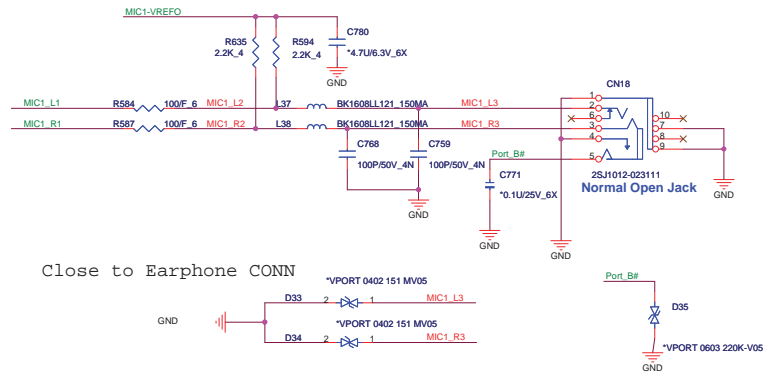 MIC1-VREFO
C780
R635
R594
2.2K_4
2.2K_4
*4.7U/6.3V_6X
GND
CN18
MIC1_L1
R584
100/F_6
MIC1_L2
L37
BK1608LL121_150MA
MIC1_L3
MIC1_R1
R587
100/F_6
MIC1_R2
L38
BK1608LL121_150MA
MIC1_R3
1
2
6
3
4
5
10
7
8
9
C768
C759
100P/50V_4N
100P/50V_4N
GND
Port_B#
C771
*0.1U/25V_6X
GND
2SJ1012-023111
Normal Open Jack
GND
GND
Close to Earphone CONN
*VPORT 0402 151 MV05
D33
2
1
MIC1_L3
GND
*VPORT 0402 151 MV05
D34
2
1
MIC1_R3
Port_B#
D35
*VPORT 0603 220K-V05
GND